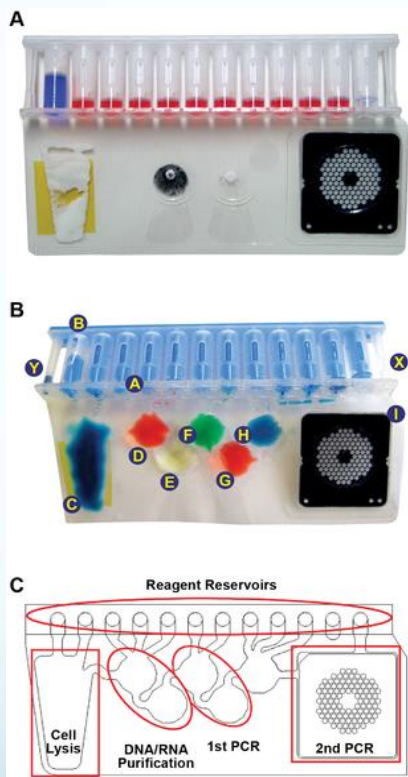 A
B
B
Y
X
A
I
F
H
D
E
G
C
C
Reagent Reservoirs
Cell
Lysis
DNA/RNA
Purification
1st PCR
2nd PCR